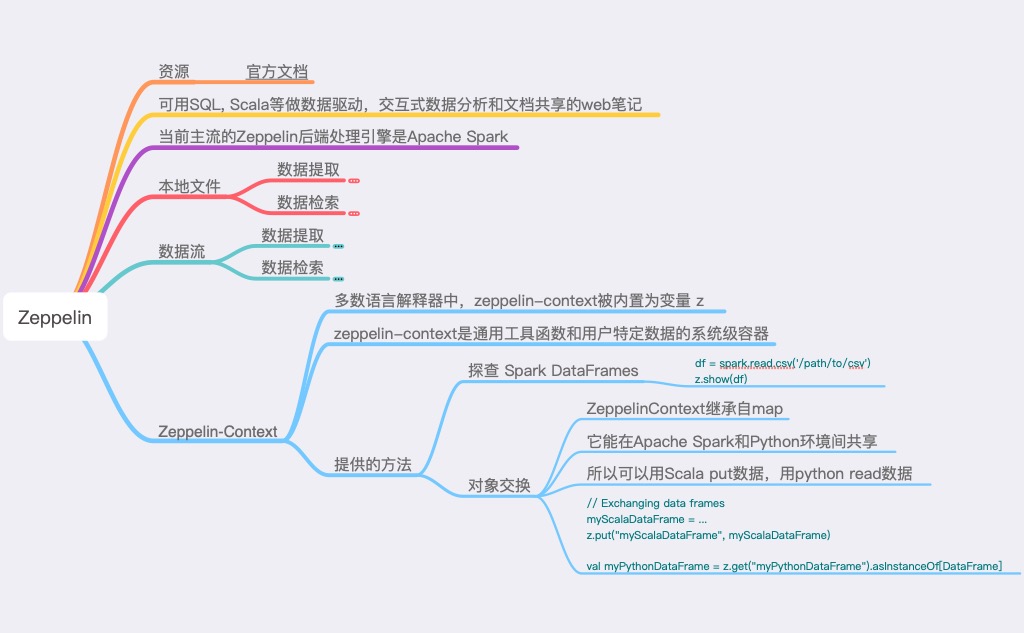 资源
官方文档
可用SQL, Scala等做数据驱动，交互式数据分析和文档共享的web笔记
当前主流的Zeppelin后端处理引擎是Apache Spark
本地文件
数据提取
数据检索
数据流
数据提取
数据检索
Zeppelin
Zeppelin-Context
多数语言解释器中，zeppelin-context被内置为变量 z
zeppelin-context是通用工具函数和用户特定数据的系统级容器
提供的方法
探查 Spark DataFrames
df = spark.read.csv('/path/to/csv')
z.show(df)
对象交换
ZeppelinContext继承自map
它能在Apache Spark和Python环境间共享
所以可以用Scala put数据，用python read数据
// Exchanging data frames
myScalaDataFrame = ...
z.put("myScalaDataFrame", myScalaDataFrame)
val myPythonDataFrame = z.get("myPythonDataFrame").asInstanceOf[DataFrame]